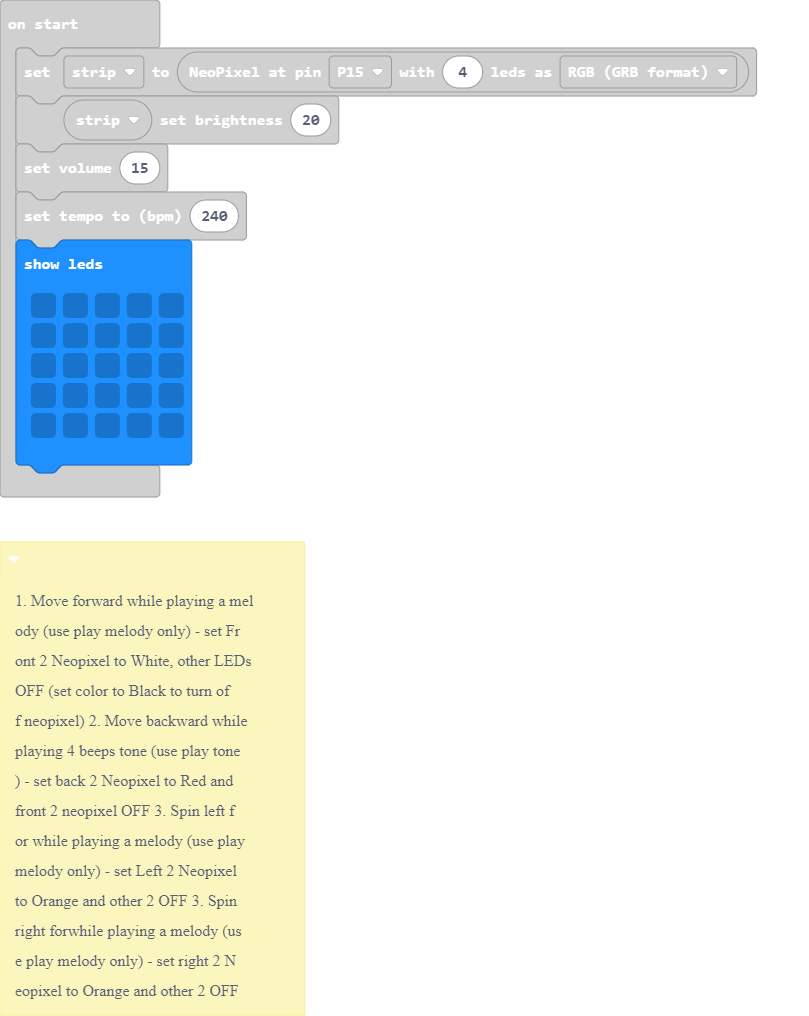 on start
set strip to NeoPixel at pin P15 with 4 leds as RGB (GRB format)
strip set brightness 20
set volume 15
set tempo to (bpm) 240
show leds
1. Move forward while playing a mel
ody (use play melody only) - set Fr
ont 2 Neopixel to White, other LEDs
OFF (set color to Black to turn of
f neopixel) 2. Move backward while
playing 4 beeps tone (use play tone
) - set back 2 Neopixel to Red and
front 2 neopixel OFF 3. Spin left f
or while playing a melody (use play
melody only) - set Left 2 Neopixel
to Orange and other 2 OFF 3. Spin
right forwhile playing a melody (us
e play melody only) - set right 2 N
eopixel to Orange and other 2 OFF